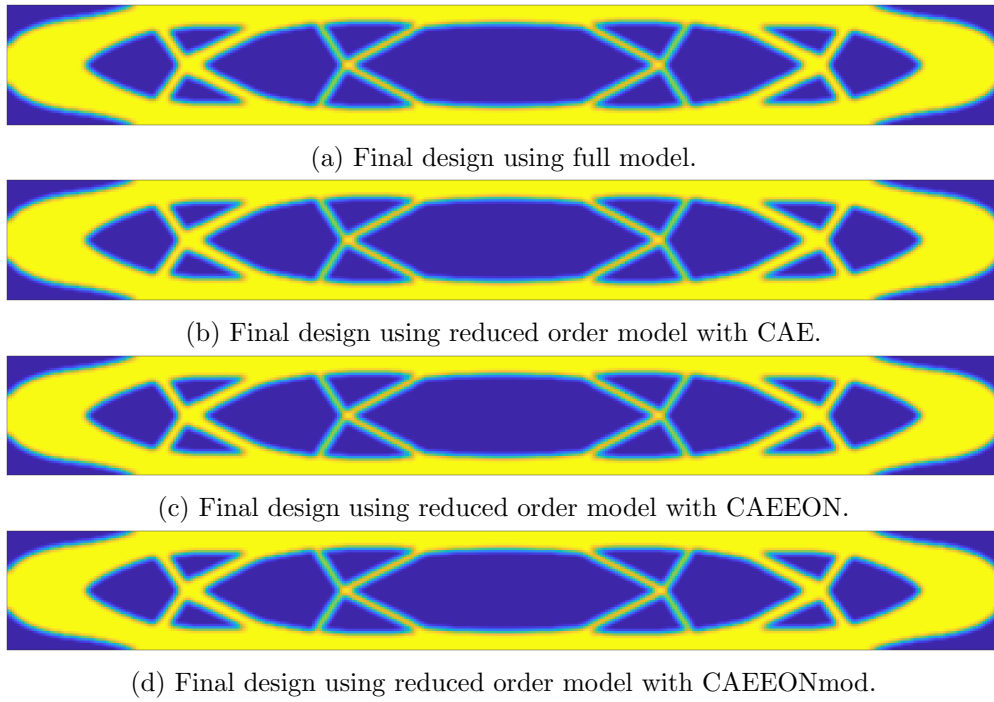 (a) Final design using full model.
(b) Final design using reduced order model with CAE.
(c) Final design using reduced order model with CAEEON.
(d) Final design using reduced order model with CAEEONmod.